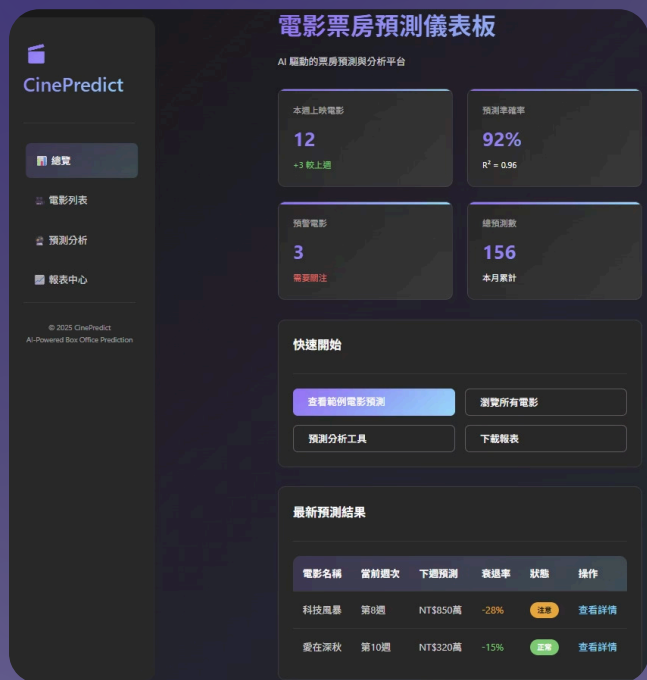 CinePredict
總覽
電影列表
預測分析
報表中心
© 2025 CinePredict
AI-Powered Box Office Prediction
電影票房預測儀表板
AI 驅動的票房預測與分析平台
本週上映電影
12
+3 較上週
預測準確率
92%
R² = 0.96
預警電影
3
需要關注
總預測數
156
本月累計
快速開始
查看範例電影預測
瀏覽所有電影
預測分析工具
下載報表
最新預測結果
電影名稱 當前週次 下週預測 衰退率 狀態 操作
科技風暴 第8週 NT$850萬 -28% 注意 查看詳情
愛在深秋 第10週 NT$320萬 -15% 正常 查看詳情